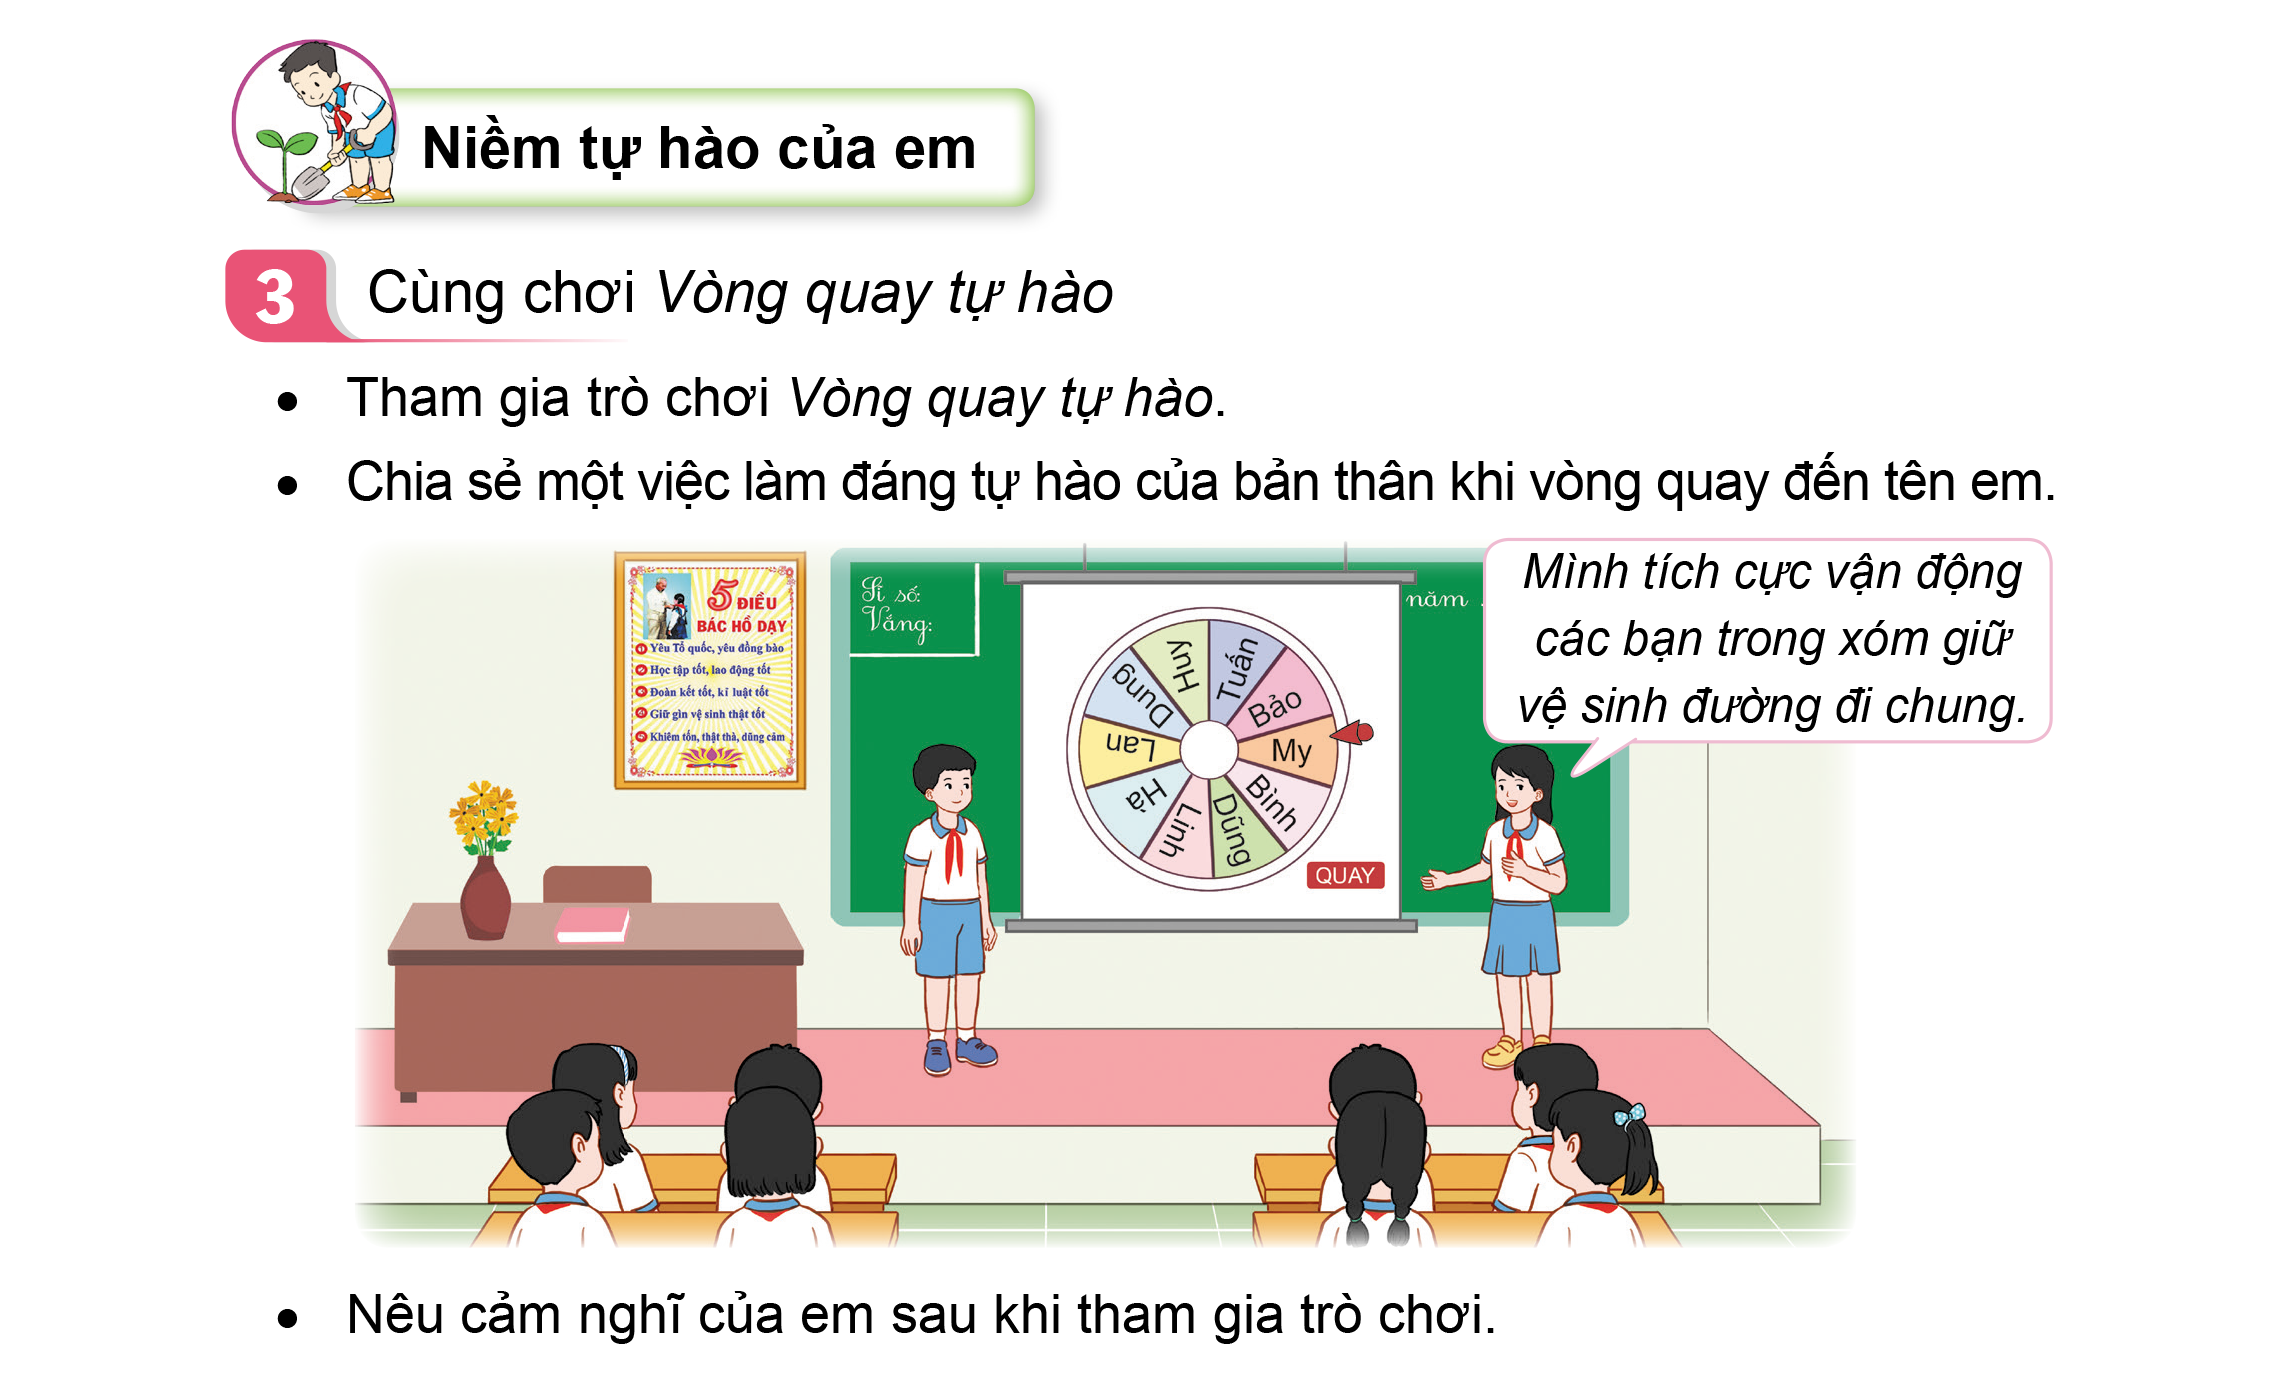 Niềm tự hào của em
3 Cùng chơi Vòng quay tự hào
• Tham gia trò chơi Vòng quay tự hào.
• Chia sẻ một việc làm đáng tự hào của bản thân khi vòng quay đến tên em.
5 ĐIỀU
BÁC HỒ DẠY
1 Yêu Tổ quốc, yêu đồng bào
2 Học tập tốt, lao động tốt
3 Đoàn kết tốt, kỉ luật tốt
4 Giữ gìn vệ sinh thật tốt
5 Khiêm tốn, thật thà, dũng cảm
Sĩ số:
Vắng:
năm .
Tuấn
Bảo
My
Bình
Dũng
Linh
Hà
Lan
Dung
Huy
QUAY
Mình tích cực vận động
các bạn trong xóm giữ
vệ sinh đường đi chung.
• Nêu cảm nghĩ của em sau khi tham gia trò chơi.